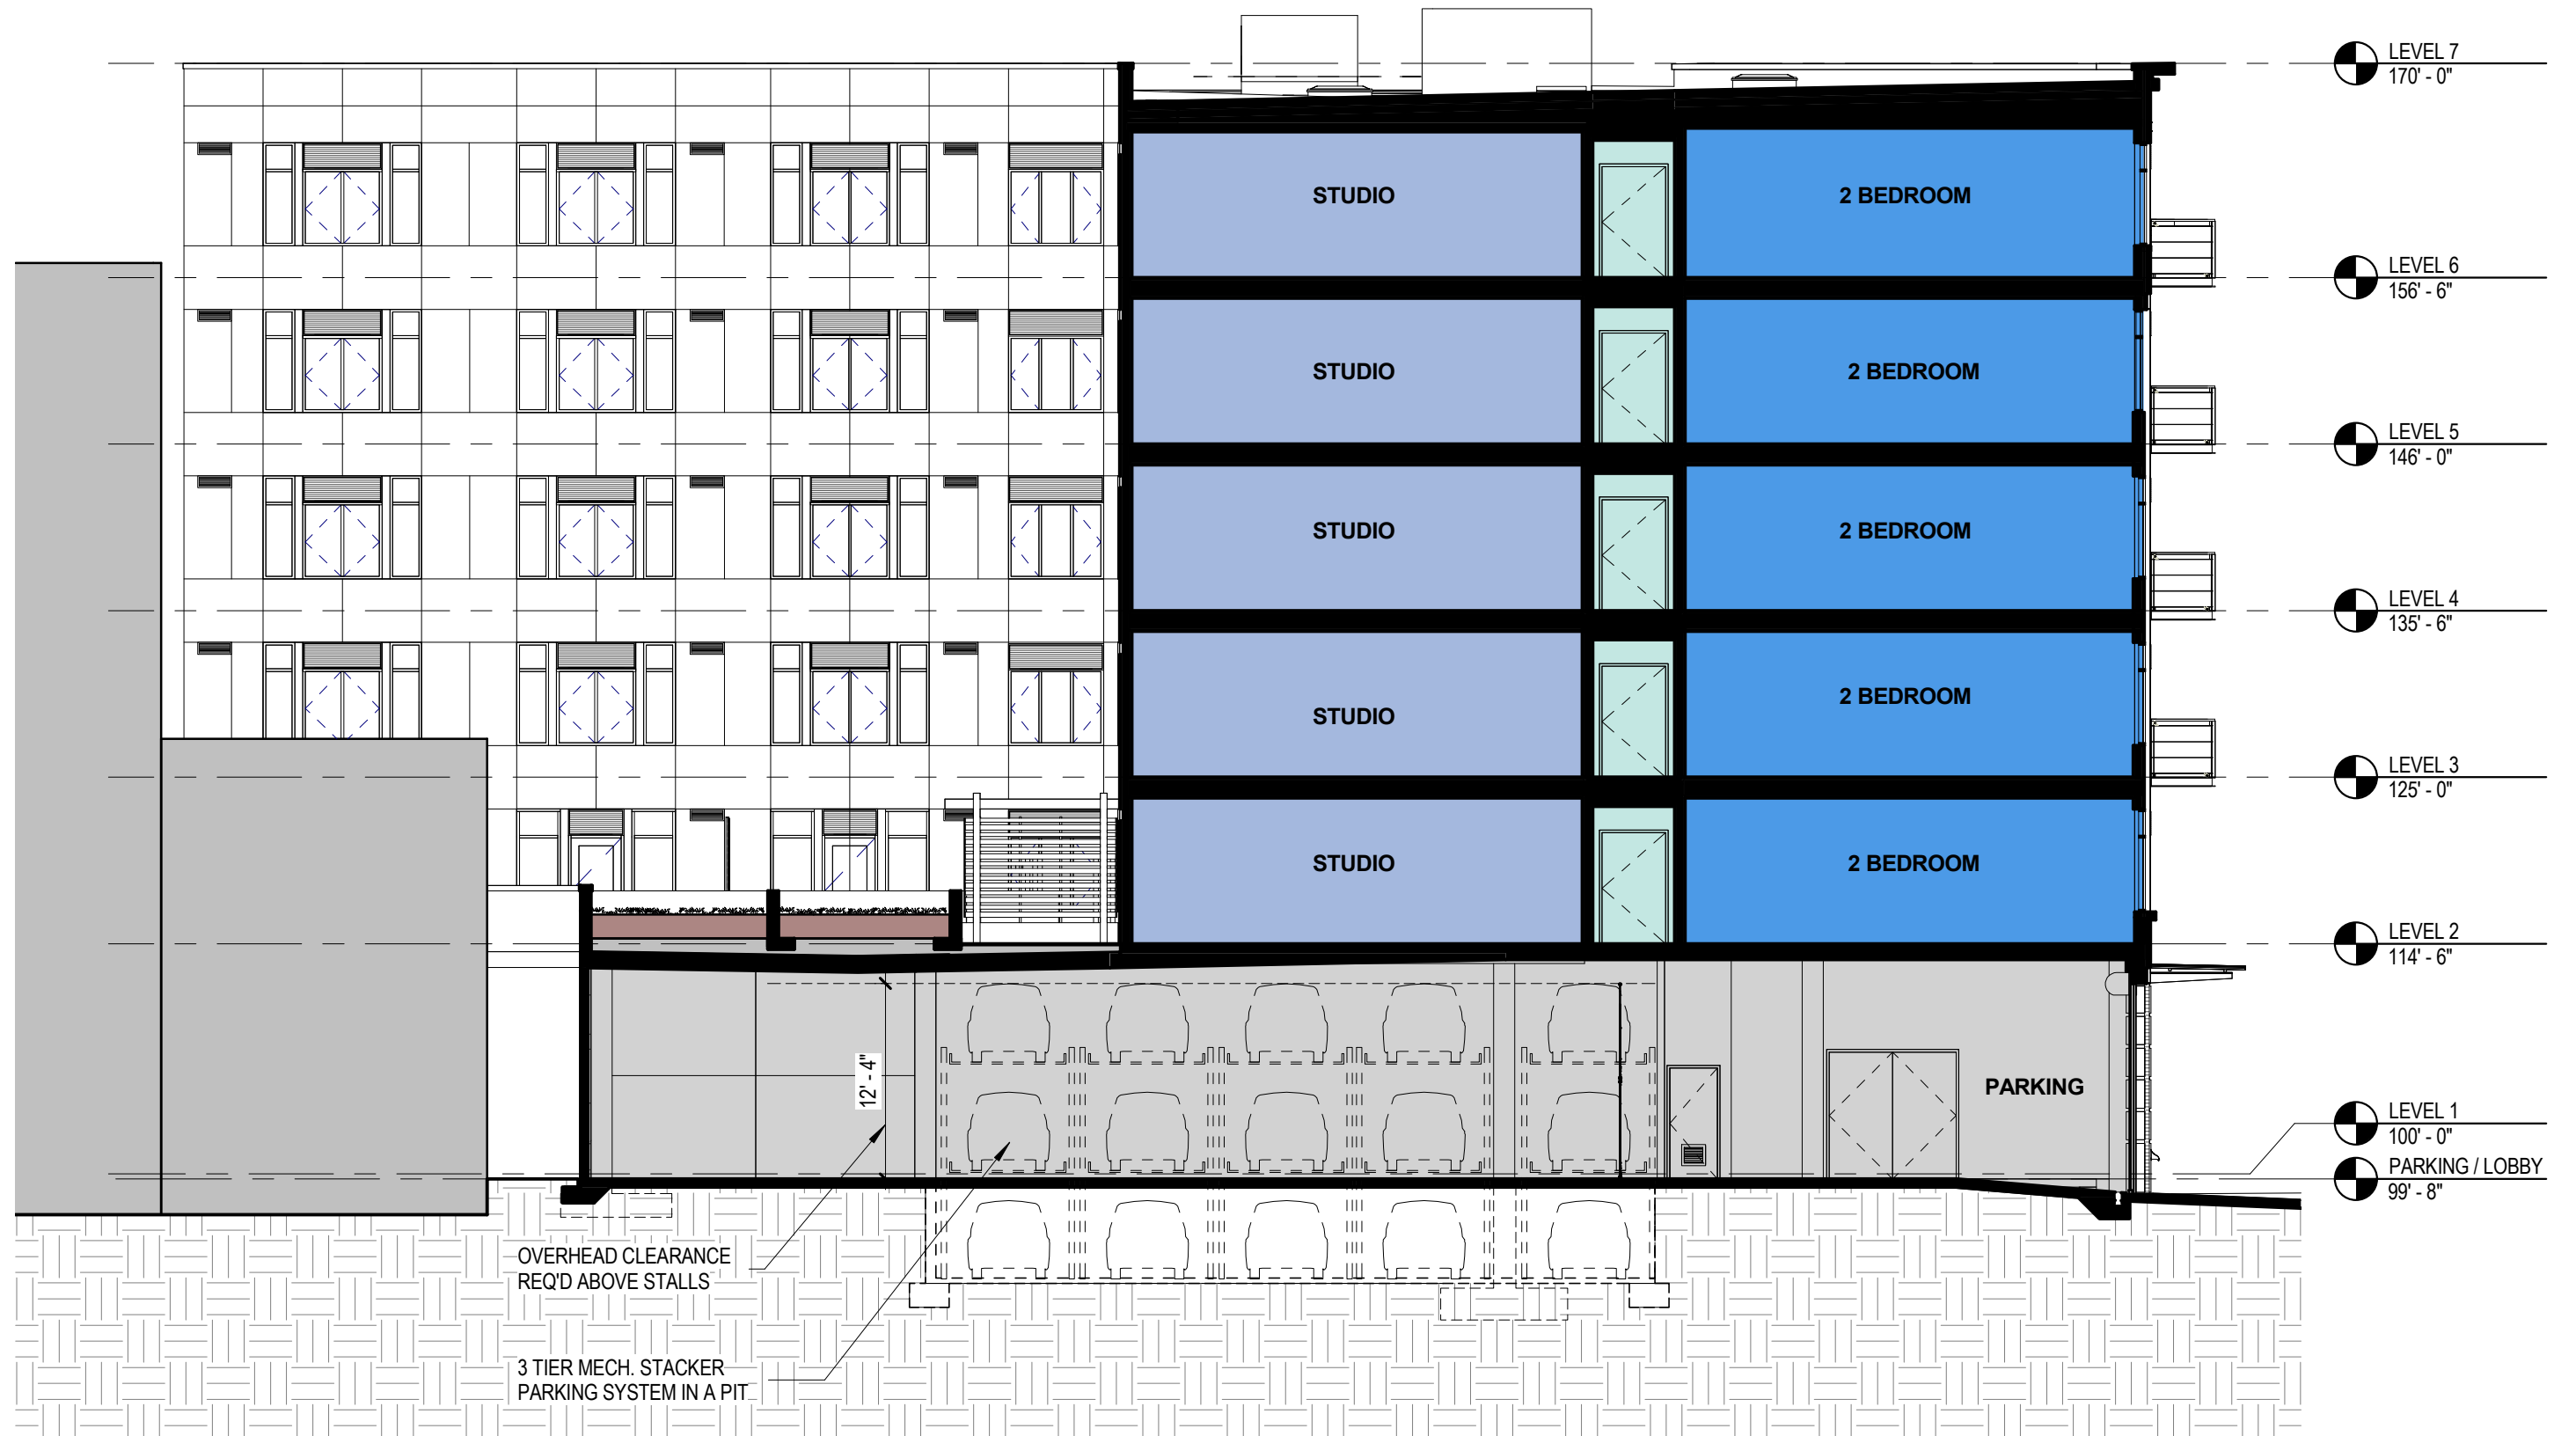 LEVEL 7
170' - 0"
STUDIO
2 BEDROOM
LEVEL 6
156' - 6"
STUDIO
2 BEDROOM
LEVEL 5
146' - 0"
STUDIO
2 BEDROOM
LEVEL 4
135' - 6"
STUDIO
2 BEDROOM
LEVEL 3
125' - 0"
STUDIO
2 BEDROOM
LEVEL 2
114' - 6"
12' - 4"
PARKING
LEVEL 1
100' - 0"
PARKING / LOBBY
99' - 8"
OVERHEAD CLEARANCE
REQ'D ABOVE STALLS
3 TIER MECH. STACKER
PARKING SYSTEM IN A PIT